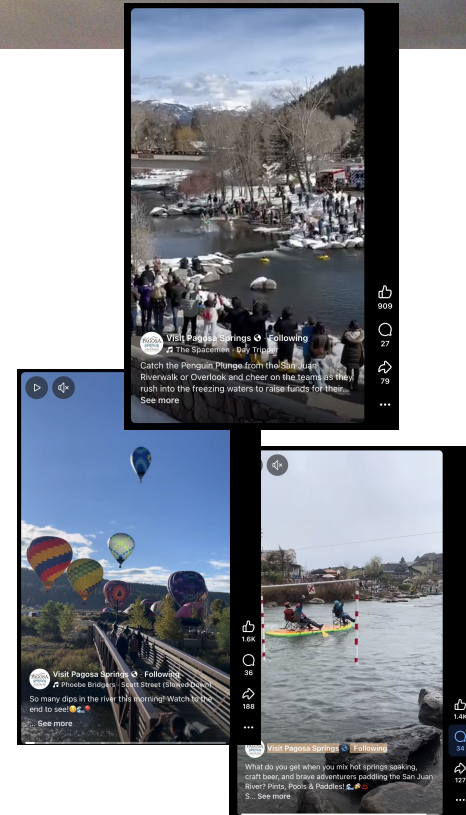 909
27
79
PAGOSA
SPRINGS
Visit Pagosa Springs · Following
The Spacemen · Day Tripper
Catch the Penguin Plunge from the San Juan
Riverwalk or Overlook and cheer on the teams as they
rush into the freezing waters to raise funds for their...
See more
1.6K
36
188
PAGOSA
SPRINGS
Visit Pagosa Springs · Following
Phoebe Bridgers · Scott Street (Slowed Down)
So many dips in the river this morning! Watch to the
end to see!😍🌊🎈
... See more
1.4K
34
127
Visit Pagosa Springs · Following
What do you get when you mix hot springs soaking,
craft beer, and brave adventurers paddling the San Juan
River? Pints, Pools & Paddles!
S... See more